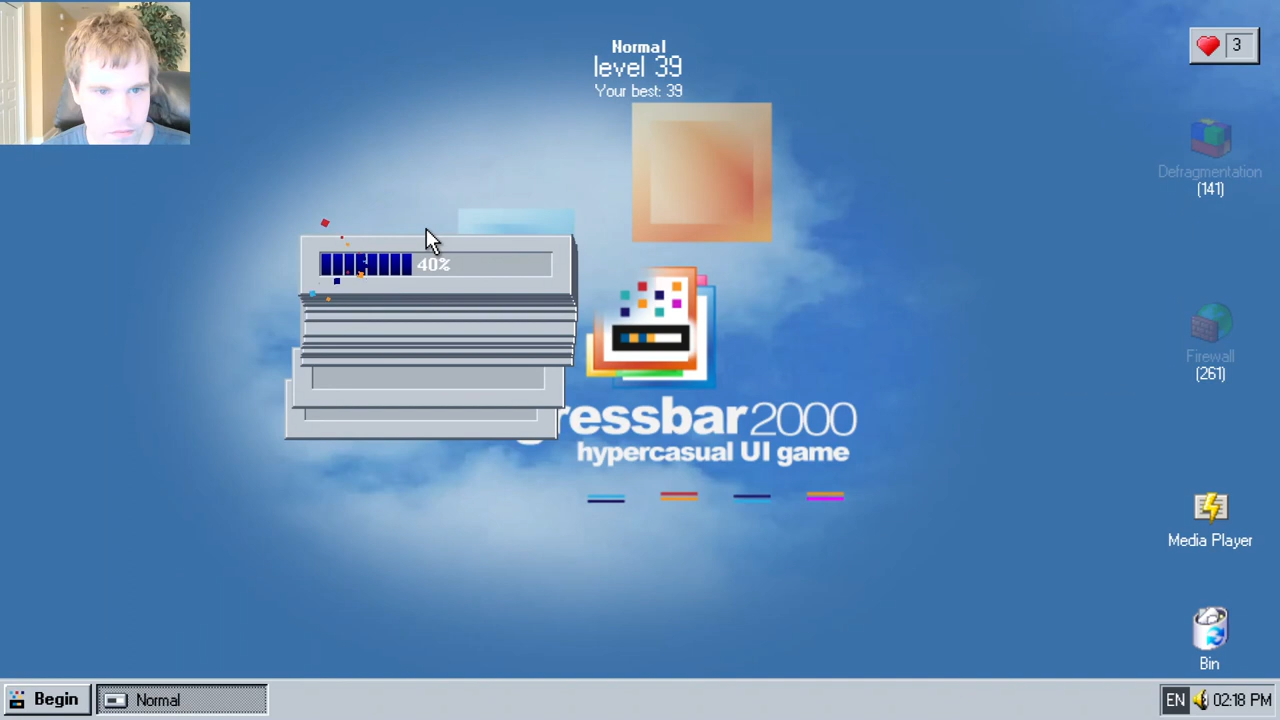 Normal
level 39
Your best: 39
3
Defragmentation
(141)
40%
Firewall
(261)
ressbar2000
hypercasual UI game
Media Player
Bin
Begin
Normal
EN
02:18 PM